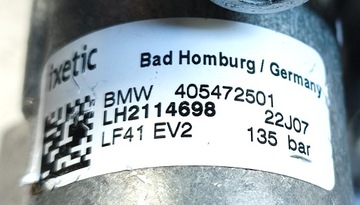 ixetic
Bad Homburg / Germany
BMW 405472501
LH2114698 22J07
LF41 EV2 135 bar